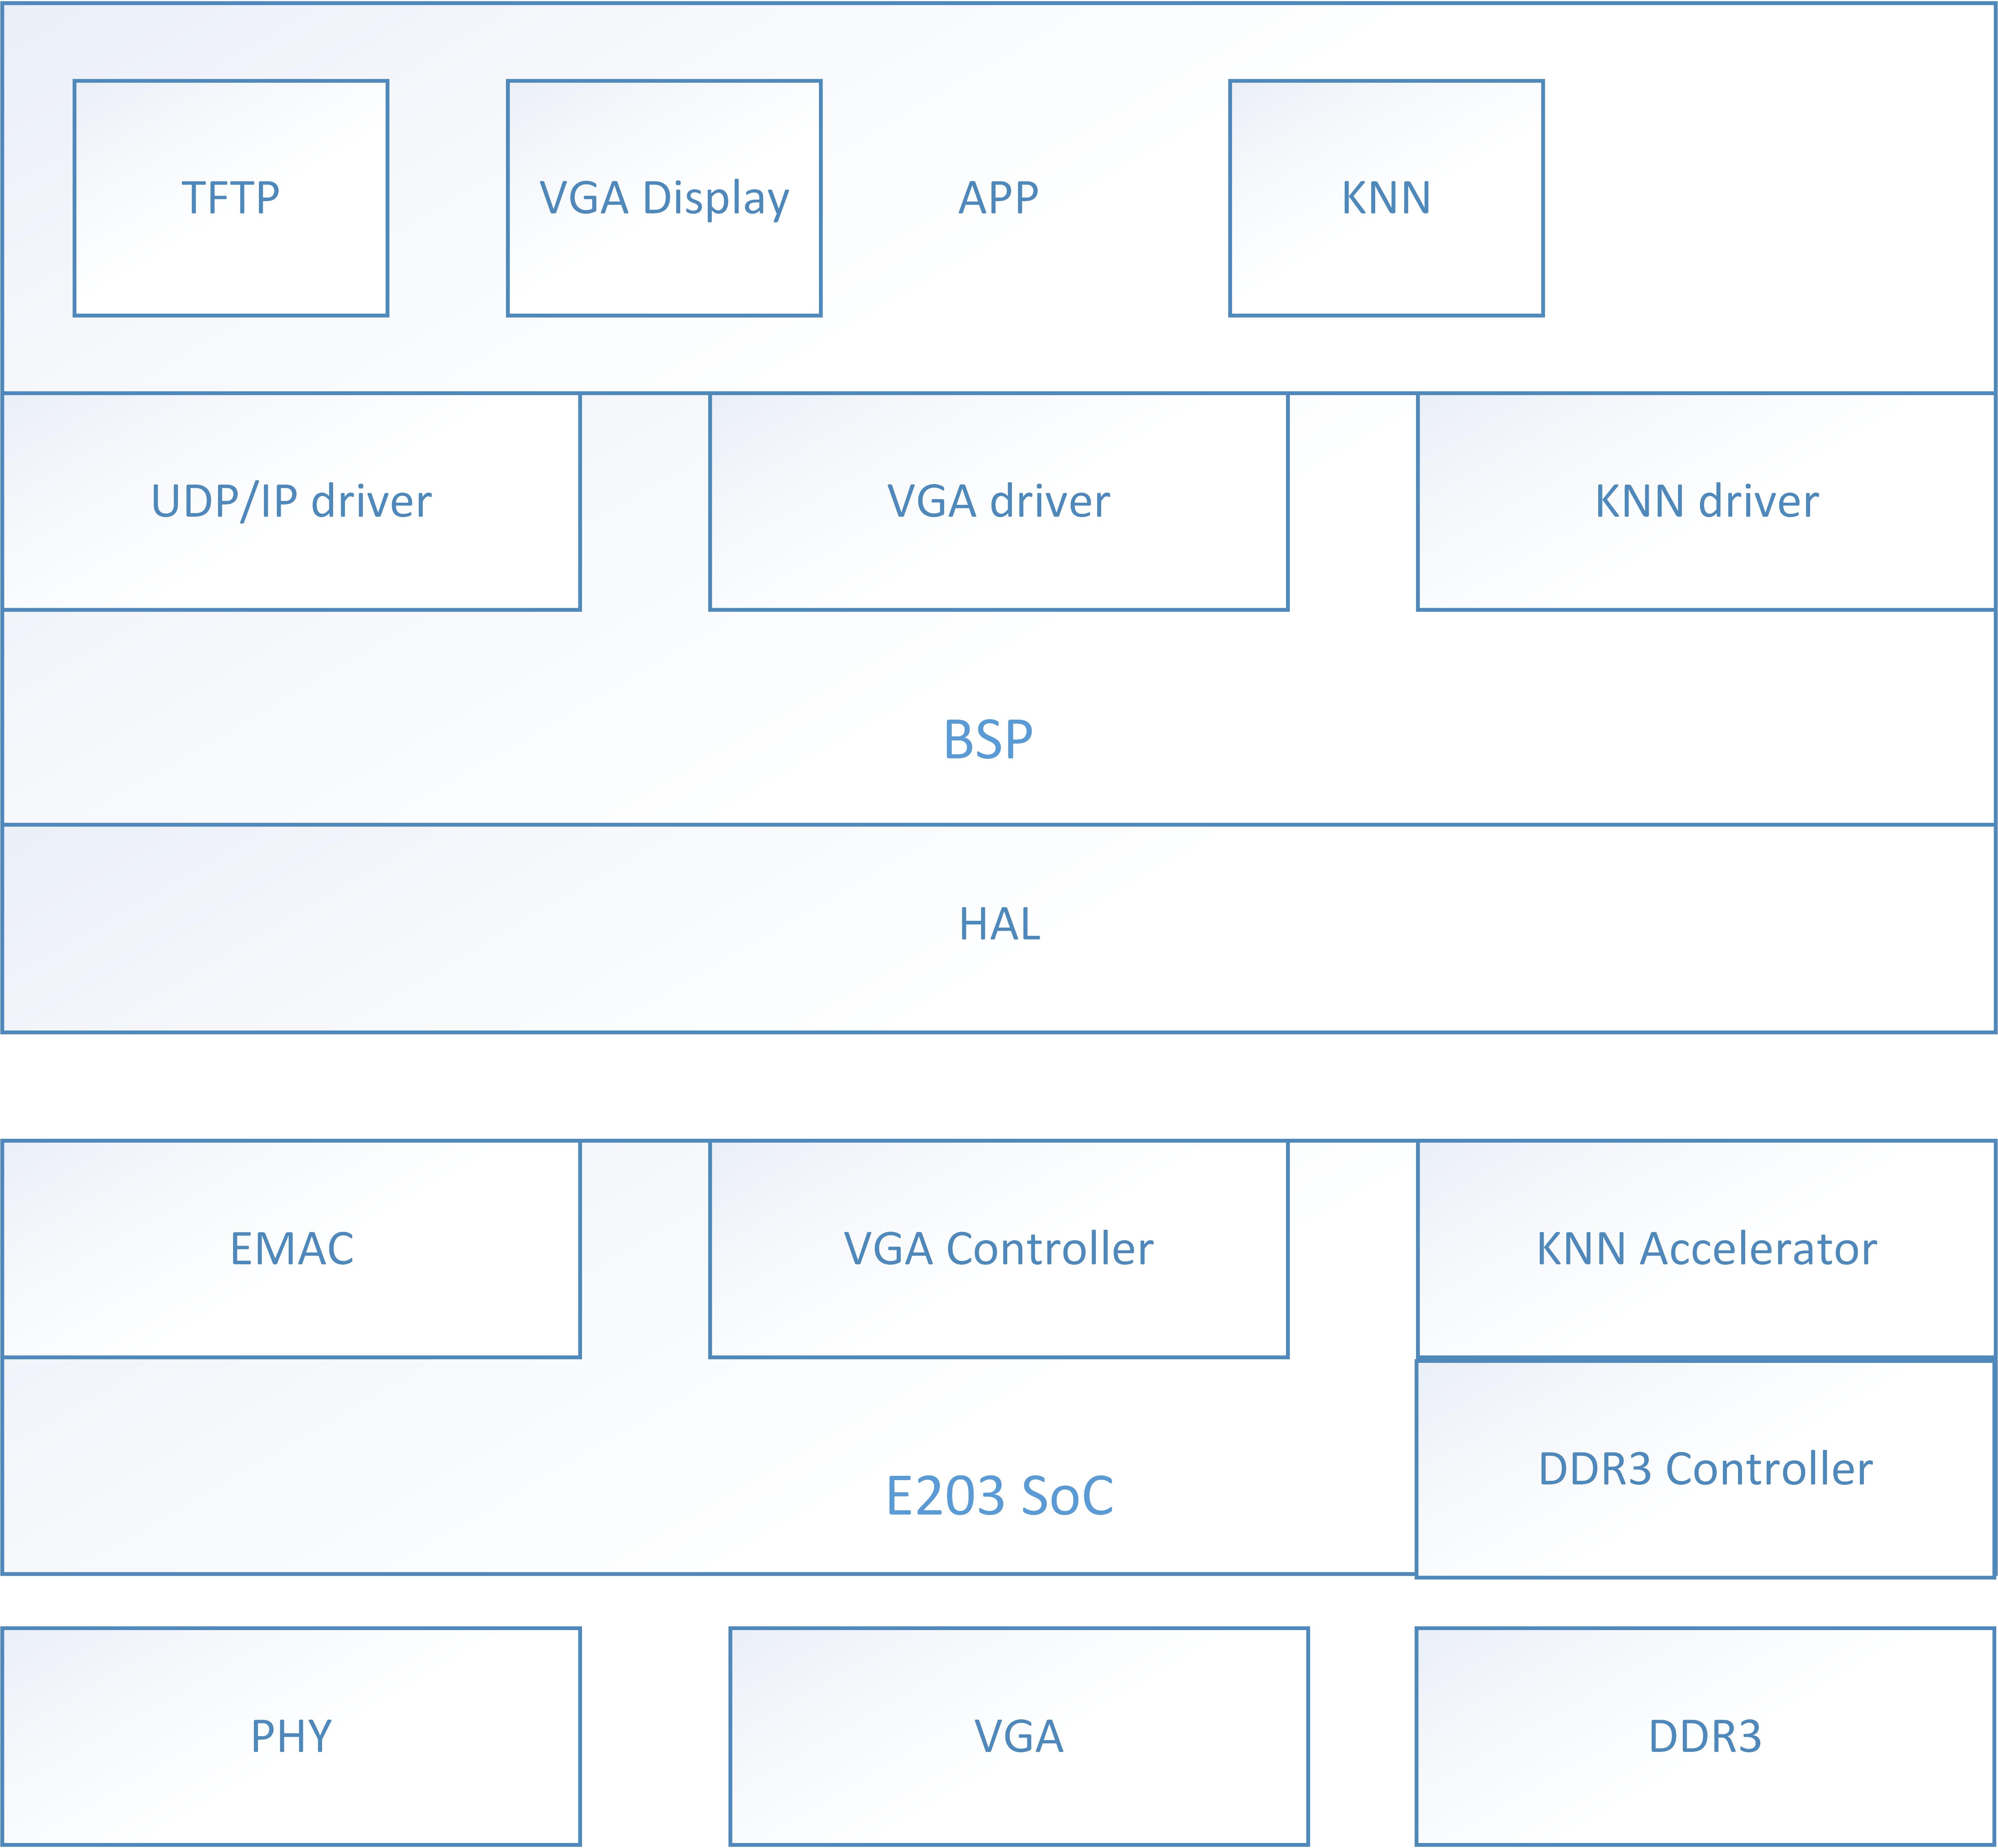 TFTP
VGA Display
APP
KNN
UDP/IP driver
VGA driver
KNN driver
BSP
HAL
EMAC
VGA Controller
KNN Accelerator
DDR3 Controller
E203 SoC
PHY
VGA
DDR3